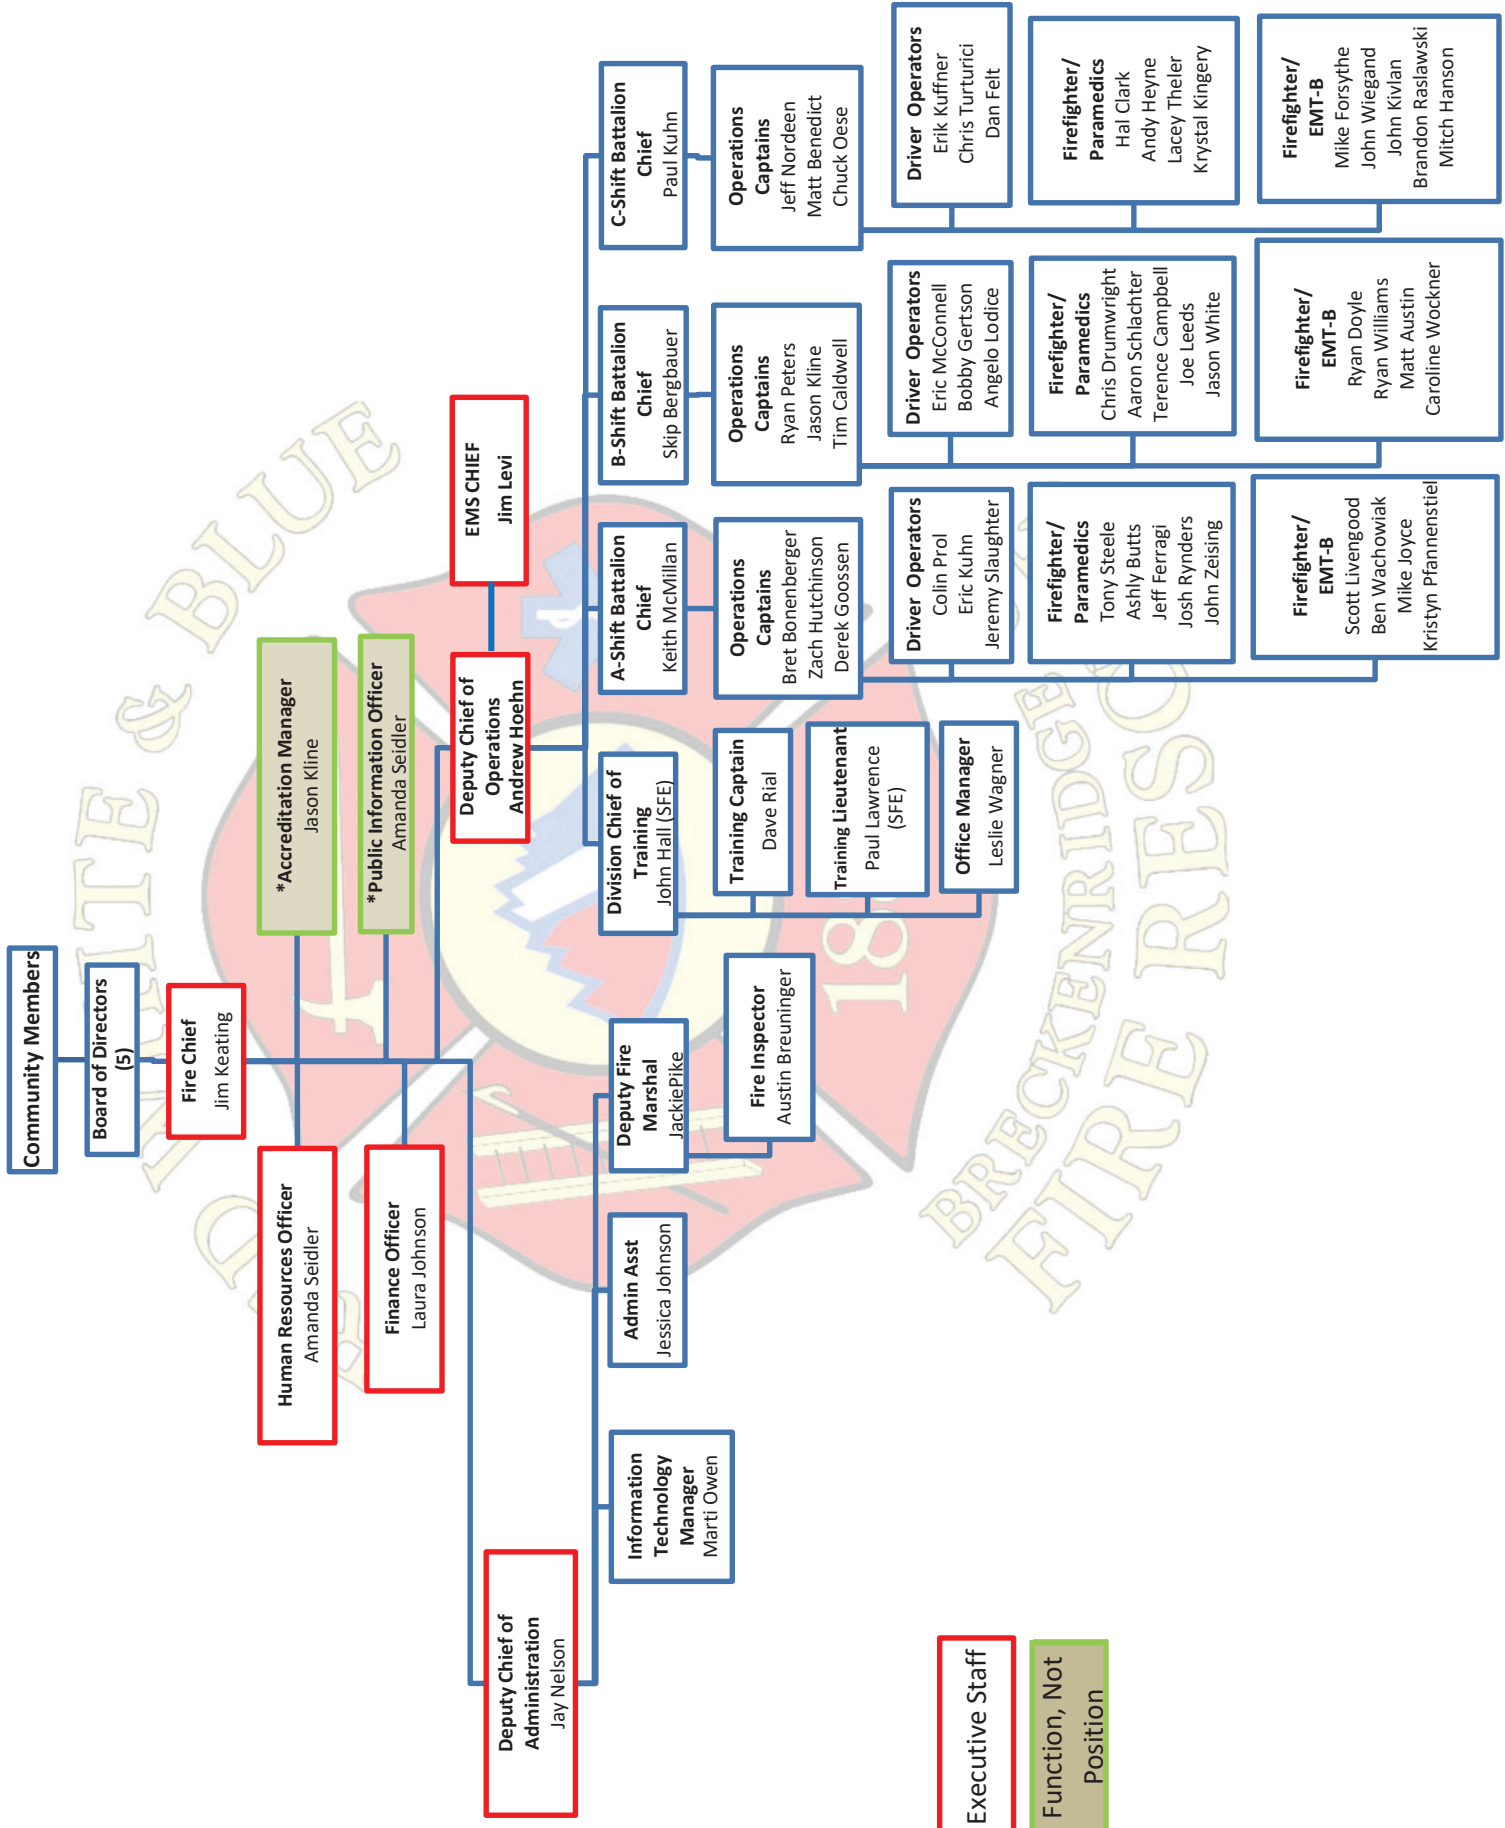 Community Members
Board of Directors
(5)
Fire Chief
Jim Keating
Human Resources Officer
Amanda Seidler
*Accreditation Manager
Jason Kline
Finance Officer
Laura Johnson
*Public Information Officer
Amanda Seidler
Deputy Chief of
Administration
Jay Nelson
Deputy Chief of
Operations
Andrew Hoehn
EMS CHIEF
Jim Levi
Information
Technology
Manager
Marti Owen
Admin Asst
Jessica Johnson
Deputy Fire
Marshal
JackiePike
Fire Inspector
Austin Breuninger
Division Chief of
Training
John Hall (SFE)
Training Captain
Dave Rial
Training Lieutenant
Paul Lawrence
(SFE)
Office Manager
Leslie Wagner
A-Shift Battalion
Chief
Keith McMillan
Operations
Captains
Bret Bonenberger
Zach Hutchinson
Derek Goossen
Driver Operators
Colin Prol
Eric Kuhn
Jeremy Slaughter
Firefighter/
Paramedics
Tony Steele
Ashly Butts
Jeff Ferragi
Josh Rynders
John Zeising
Firefighter/
EMT-B
Scott Livengood
Ben Wachowiak
Mike Joyce
Kristyn Pfannenstiel
B-Shift Battalion
Chief
Skip Bergbauer
Operations
Captains
Ryan Peters
Jason Kline
Tim Caldwell
Driver Operators
Eric McConnell
Bobby Gertson
Angelo Lodice
Firefighter/
Paramedics
Chris Drumwright
Aaron Schlachter
Terence Campbell
Joe Leeds
Jason White
Firefighter/
EMT-B
Ryan Doyle
Ryan Williams
Matt Austin
Caroline Wockner
C-Shift Battalion
Chief
Paul Kuhn
Operations
Captains
Jeff Nordeen
Matt Benedict
Chuck Oese
Driver Operators
Erik Kuffner
Chris Turturici
Dan Felt
Firefighter/
Paramedics
Hal Clark
Andy Heyne
Lacey Theler
Krystal Kingery
Firefighter/
EMT-B
Mike Forsythe
John Wiegand
John Kivlan
Brandon Raslawski
Mitch Hanson
Executive Staff
Function, Not
Position
WHITE & BLUE
BRECKENRIDGE
FIRE